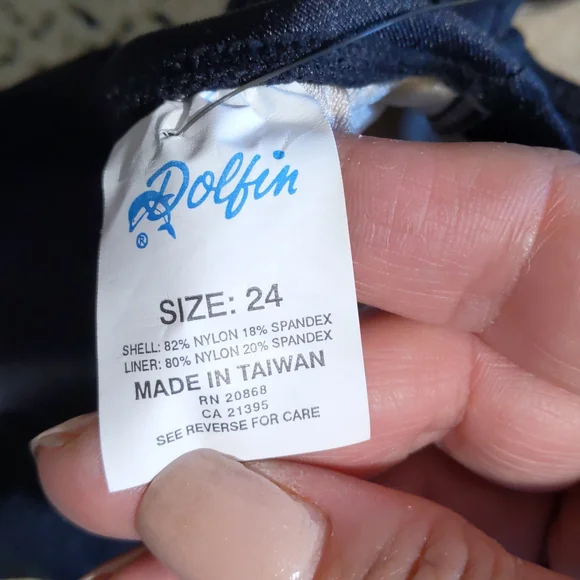 Dolfin
®
SIZE: 24
SHELL: 82% NYLON 18% SPANDEX
LINER: 80% NYLON 20% SPANDEX
MADE IN TAIWAN
RN 20868
CA 21395
SEE REVERSE FOR CARE